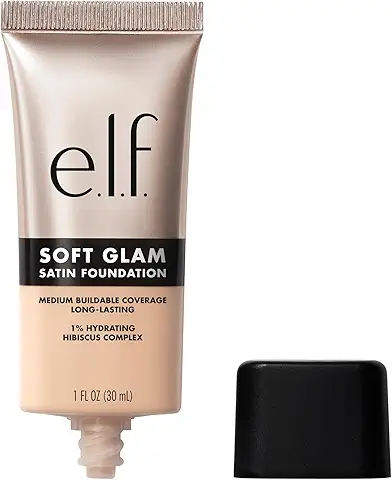 e.l.f.
SOFT GLAM
SATIN FOUNDATION
MEDIUM BUILDABLE COVERAGE
LONG-LASTING
1% HYDRATING
HIBISCUS COMPLEX
1 FL OZ (30 mL)